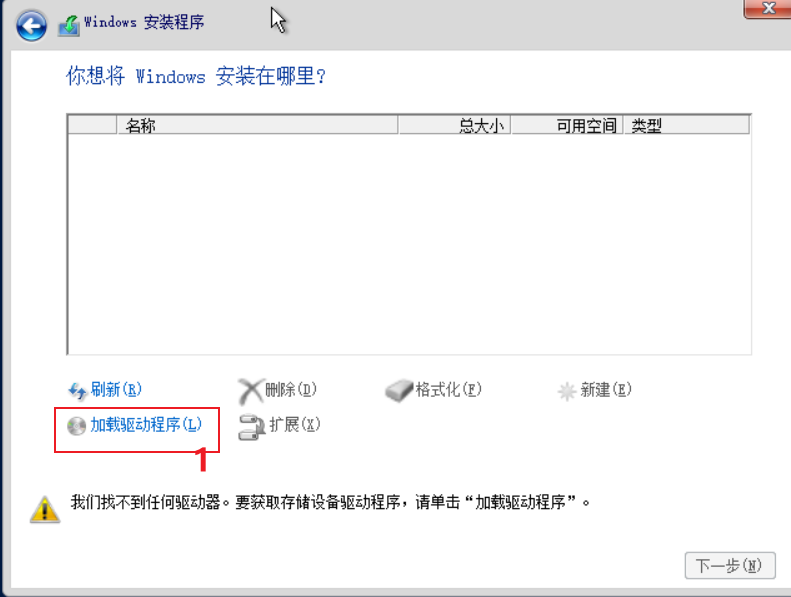 Windows 安装程序
你想将 Windows 安装在哪里?
名称 总大小 可用空间 类型
刷新(R) 删除(D) 格式化(F) 新建(E)
加载驱动程序(L) 扩展(X)
1
我们找不到任何驱动器。要获取存储设备驱动程序，请单击“加载驱动程序”。
下一步(N)